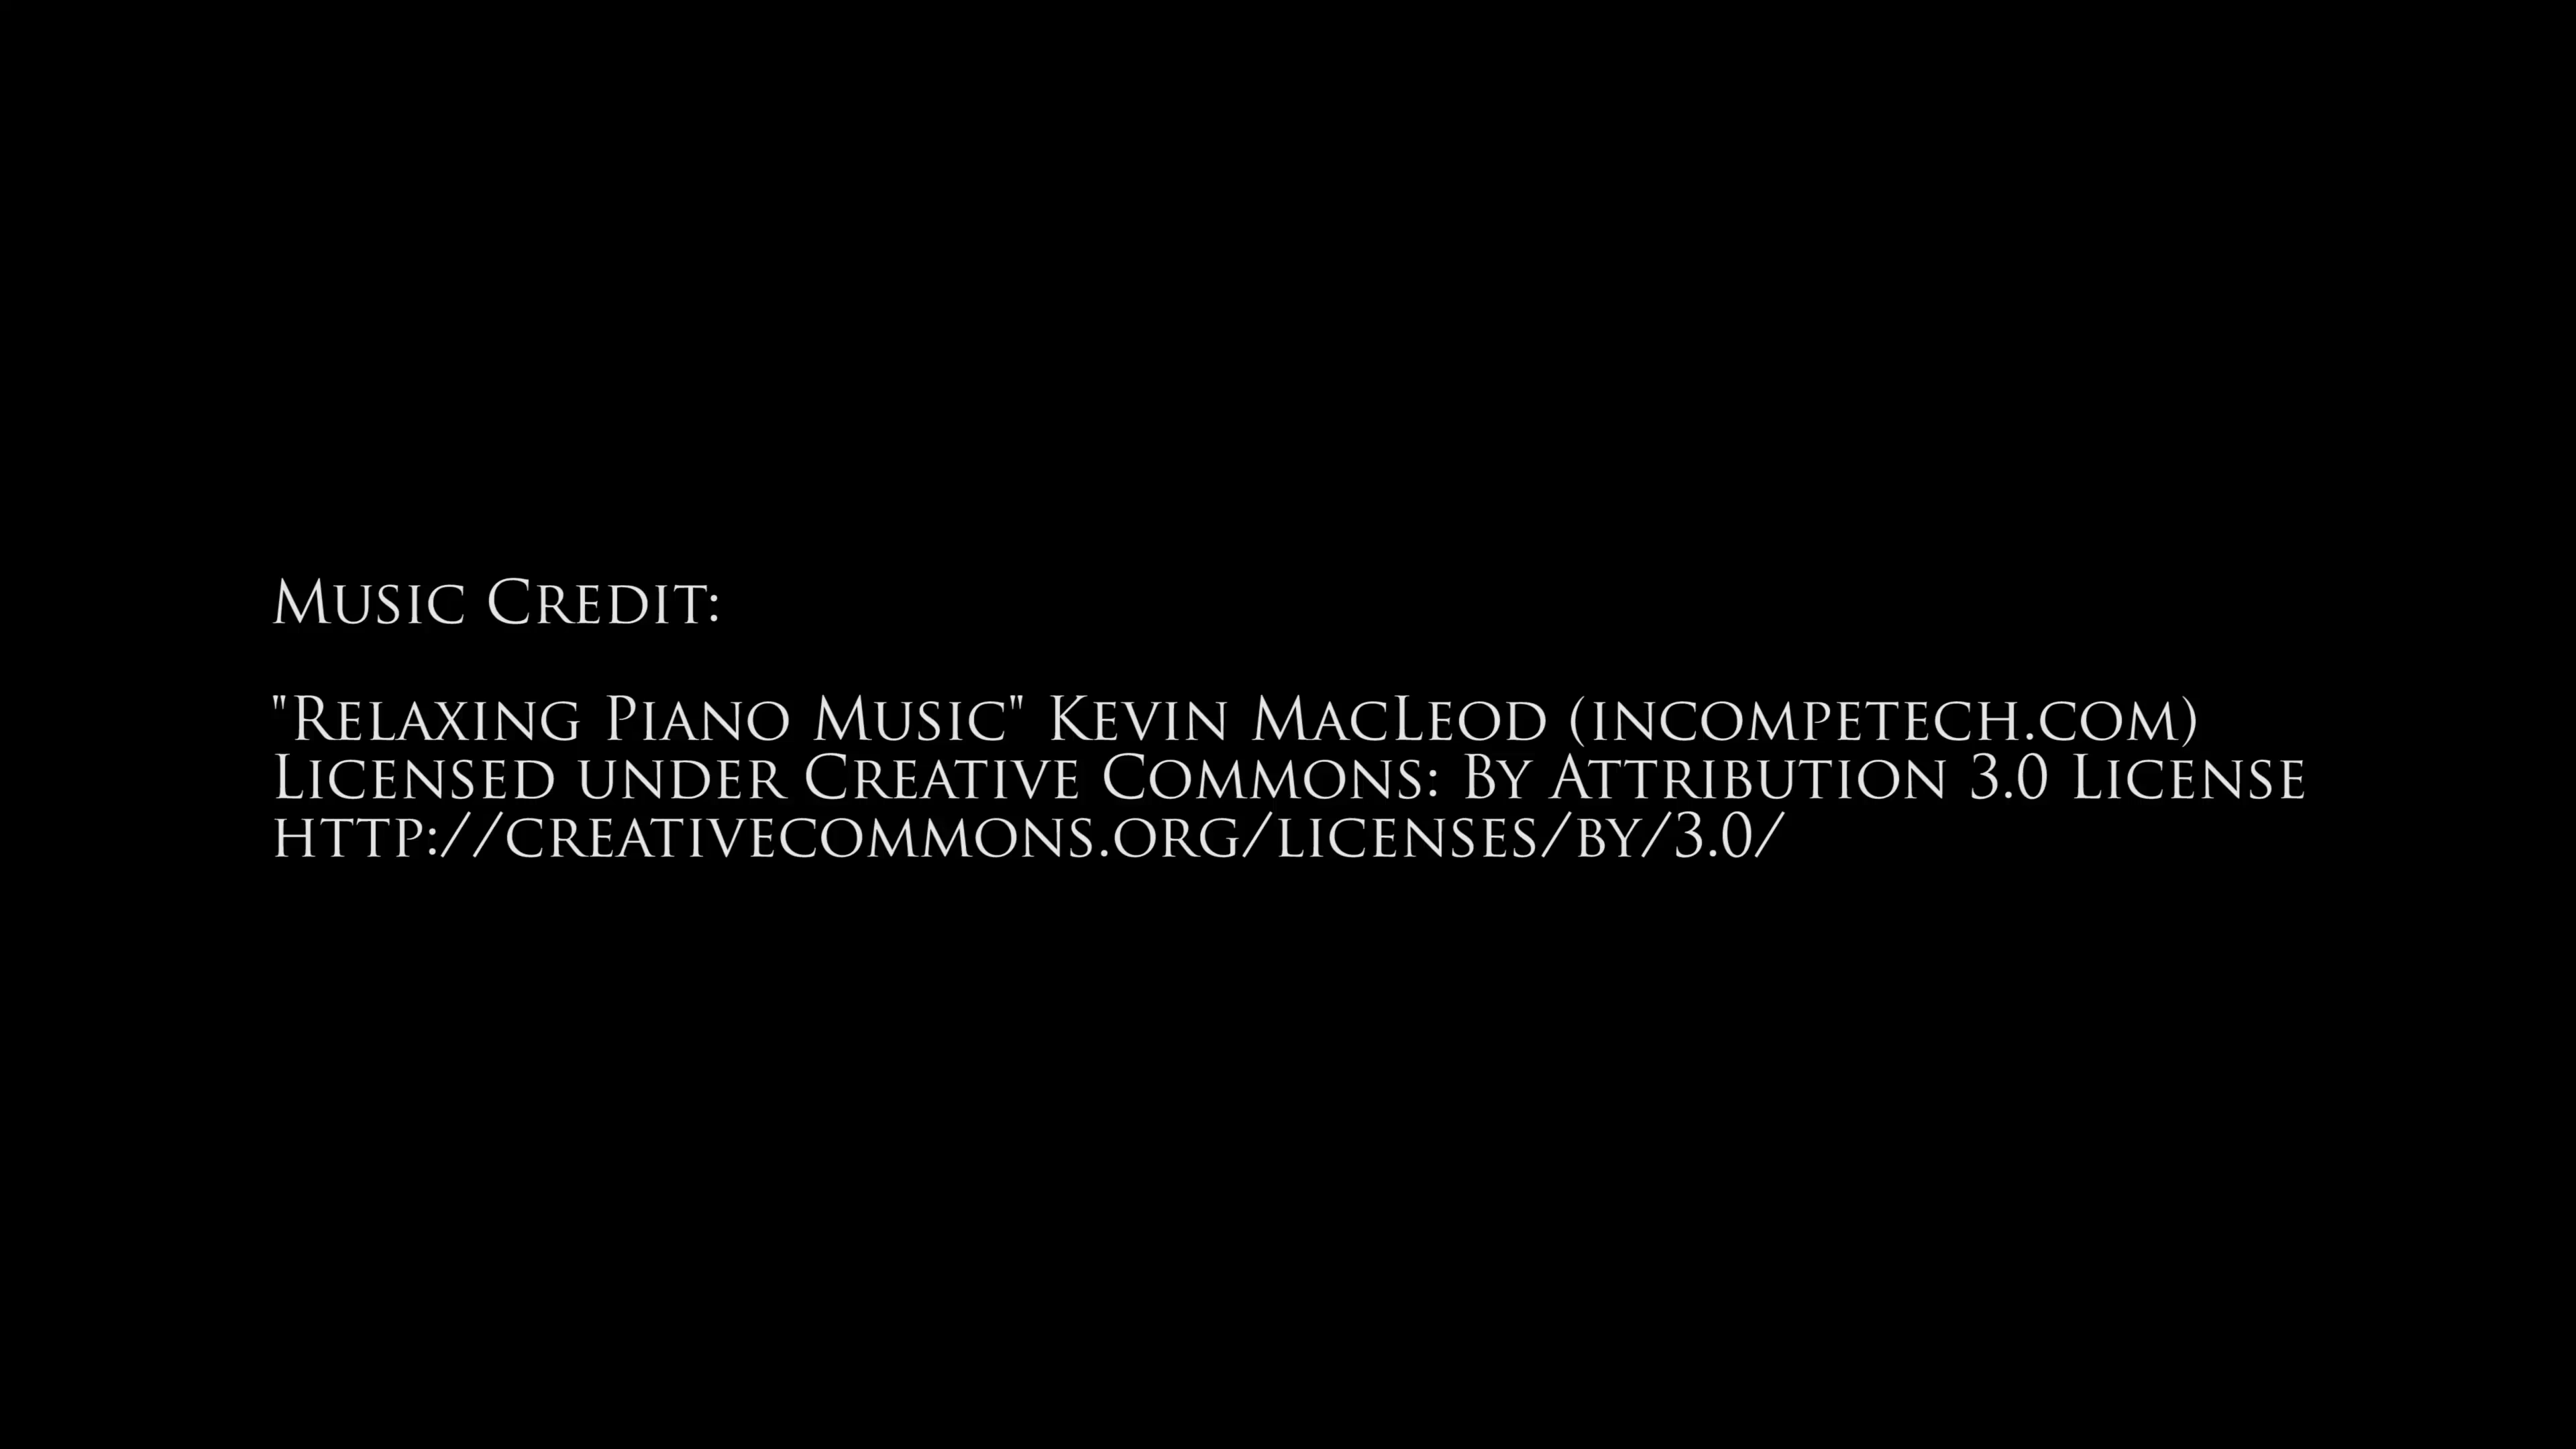 Music Credit:
"Relaxing Piano Music" Kevin MacLeod (incompetech.com)
Licensed under Creative Commons: By Attribution 3.0 License
http://creativecommons.org/licenses/by/3.0/